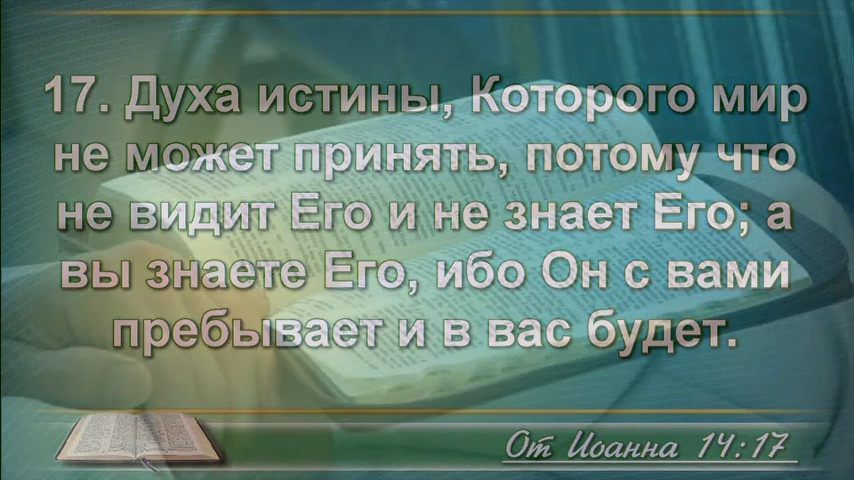 17. Духа истины, Которого мир
не может принять, потому что
не видит Его и не знает Его; а
вы знаете Его, ибо Он с вами
пребывает и в вас будет.
От Иоанна 14:17